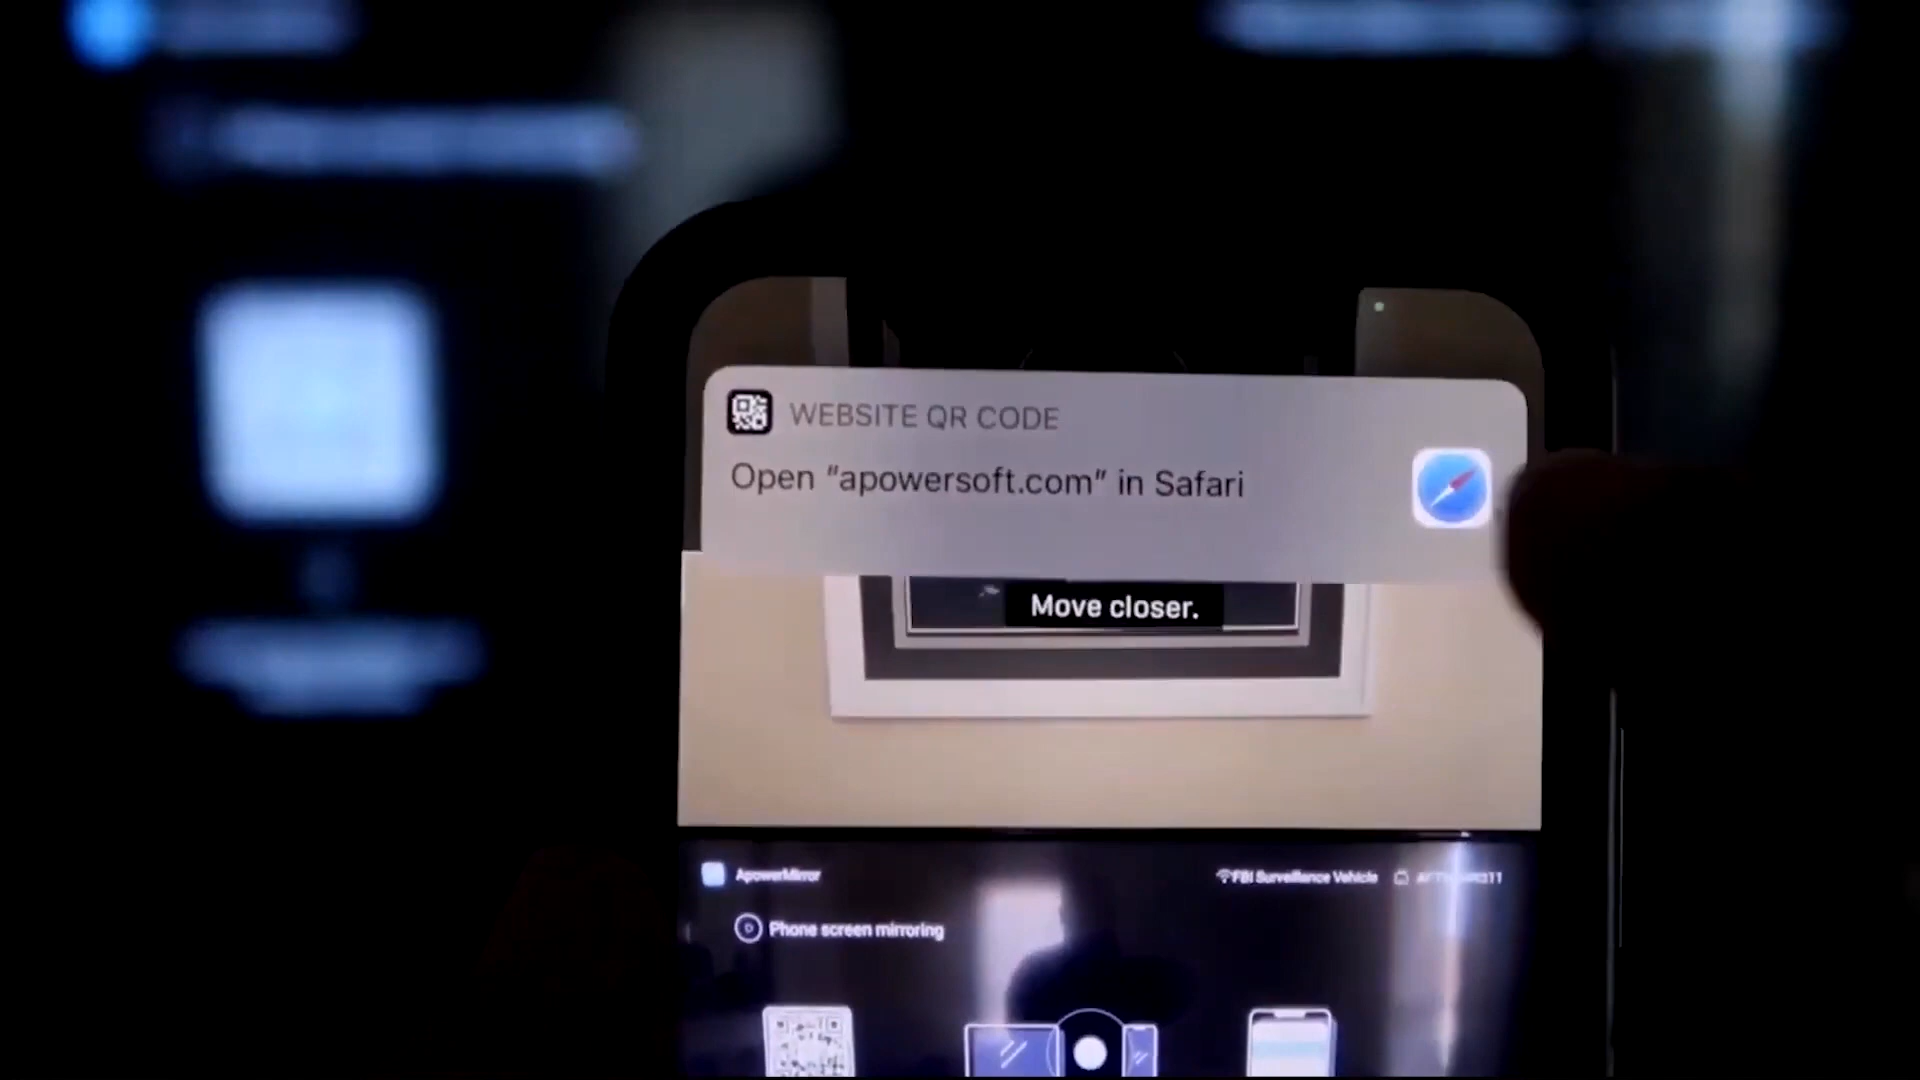 WEBSITE QR CODE
Open "apowersoft.com" in Safari
Move closer.
ApowerMirror
FBI Surveillance Vehicle
Phone screen mirroring